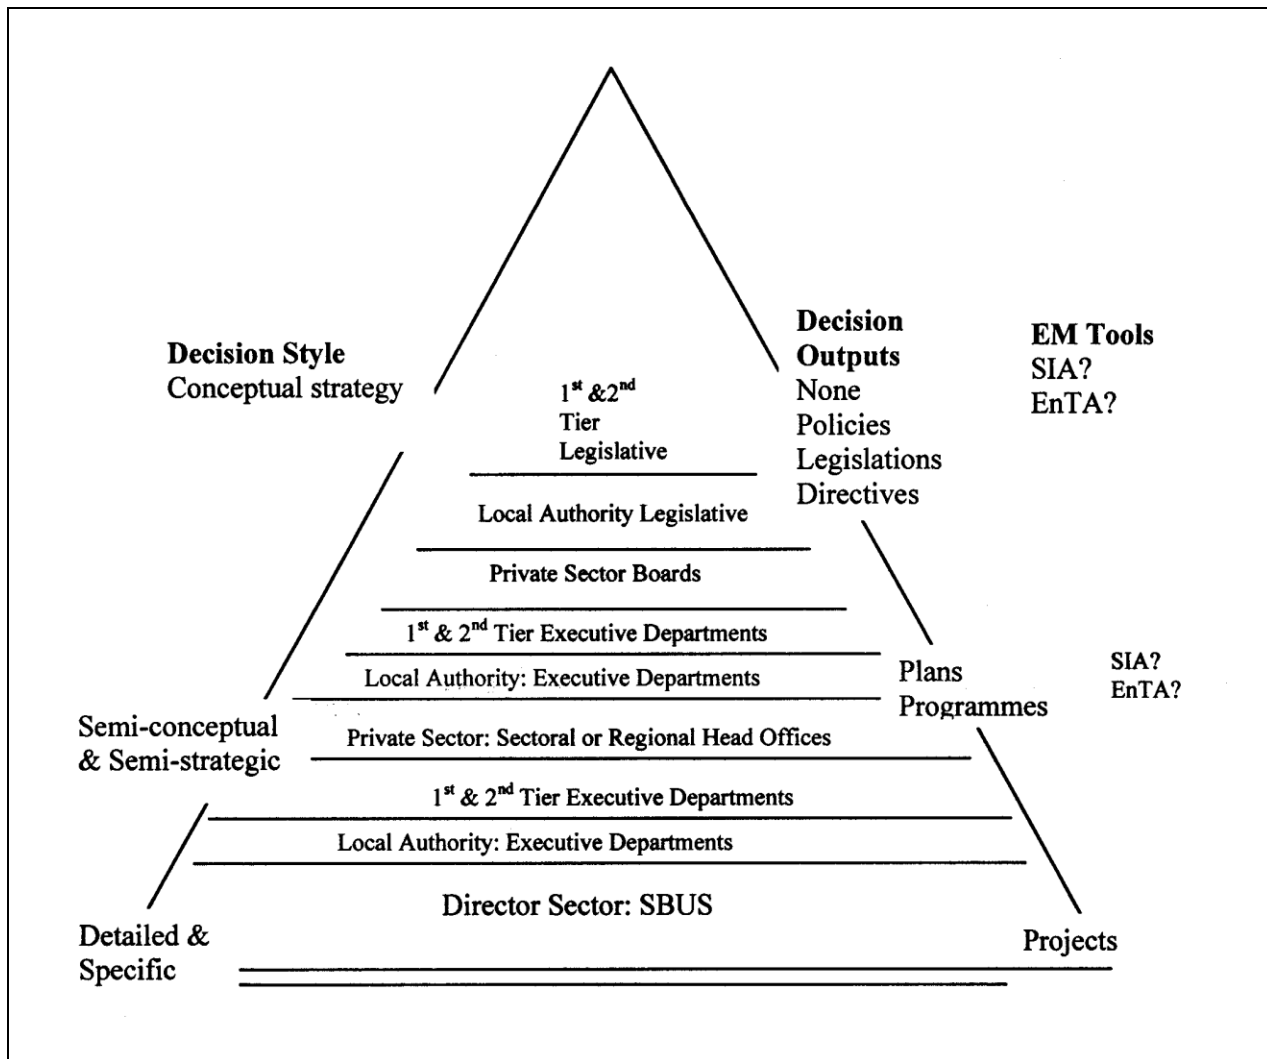 Decision Style
Conceptual strategy
1st &2nd
Tier
Legislative
Decision
Outputs
None
Policies
Legislations
Directives
EM Tools
SIA?
EnTA?
Local Authority Legislative
Private Sector Boards
1st & 2nd Tier Executive Departments
Local Authority: Executive Departments
Plans
Programmes
SIA?
EnTA?
Semi-conceptual
& Semi-strategic
Private Sector: Sectoral or Regional Head Offices
1st & 2nd Tier Executive Departments
Local Authority: Executive Departments
Director Sector: SBUS
Detailed &
Specific
Projects